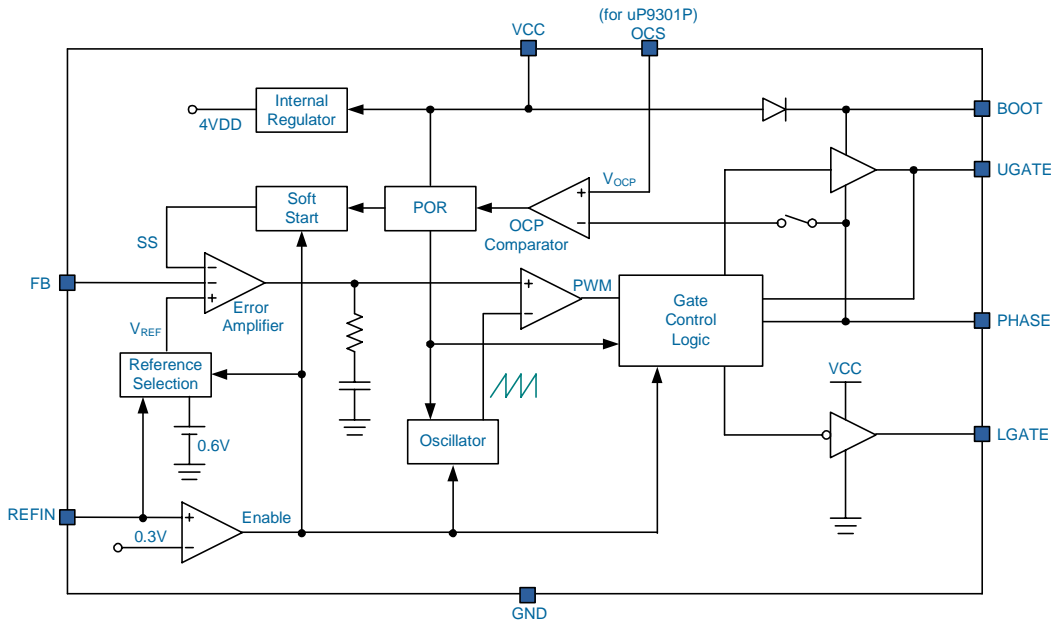 (for uP9301P)
VCC
OCS
Internal
Regulator
4VDD
BOOT
UGATE
VOCP
Soft
Start
POR
+
−
OCP
Comparator
SS
FB
−
−
+
Error
Amplifier
+
−
PWM
Gate
Control
Logic
PHASE
VREF
Reference
Selection
VCC
Oscillator
0.6V
LGATE
REFIN
Enable
+
−
0.3V
GND